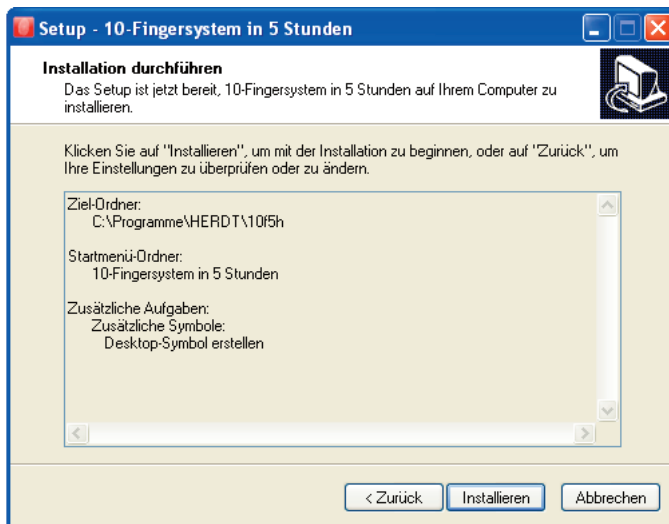 Setup - 10-Fingersystem in 5 Stunden
Installation durchführen
Das Setup ist jetzt bereit, 10-Fingersystem in 5 Stunden auf Ihrem Computer zu
installieren.
Klicken Sie auf "Installieren", um mit der Installation zu beginnen, oder auf "Zurück", um
Ihre Einstellungen zu überprüfen oder zu ändern.
Ziel-Ordner:
C:\Programme\HERDT\10f5h
Startmenü-Ordner:
10-Fingersystem in 5 Stunden
Zusätzliche Aufgaben:
Zusätzliche Symbole:
Desktop-Symbol erstellen
< Zurück
Installieren
Abbrechen